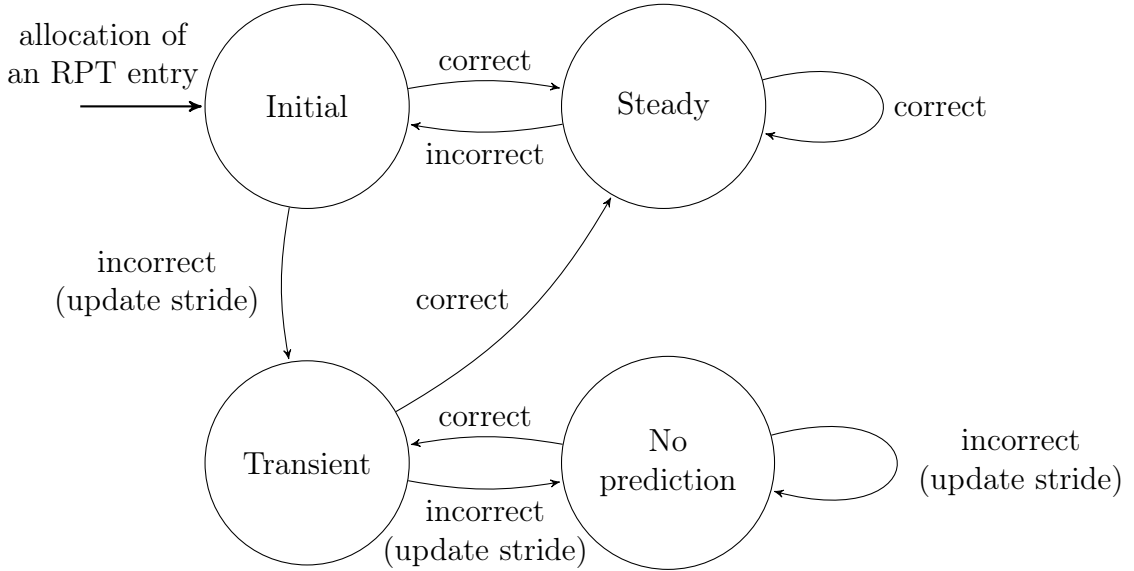 allocation of
an RPT entry
Initial
correct
incorrect
Steady
correct
incorrect
(update stride)
correct
Transient
correct
incorrect
(update stride)
No
prediction
incorrect
(update stride)